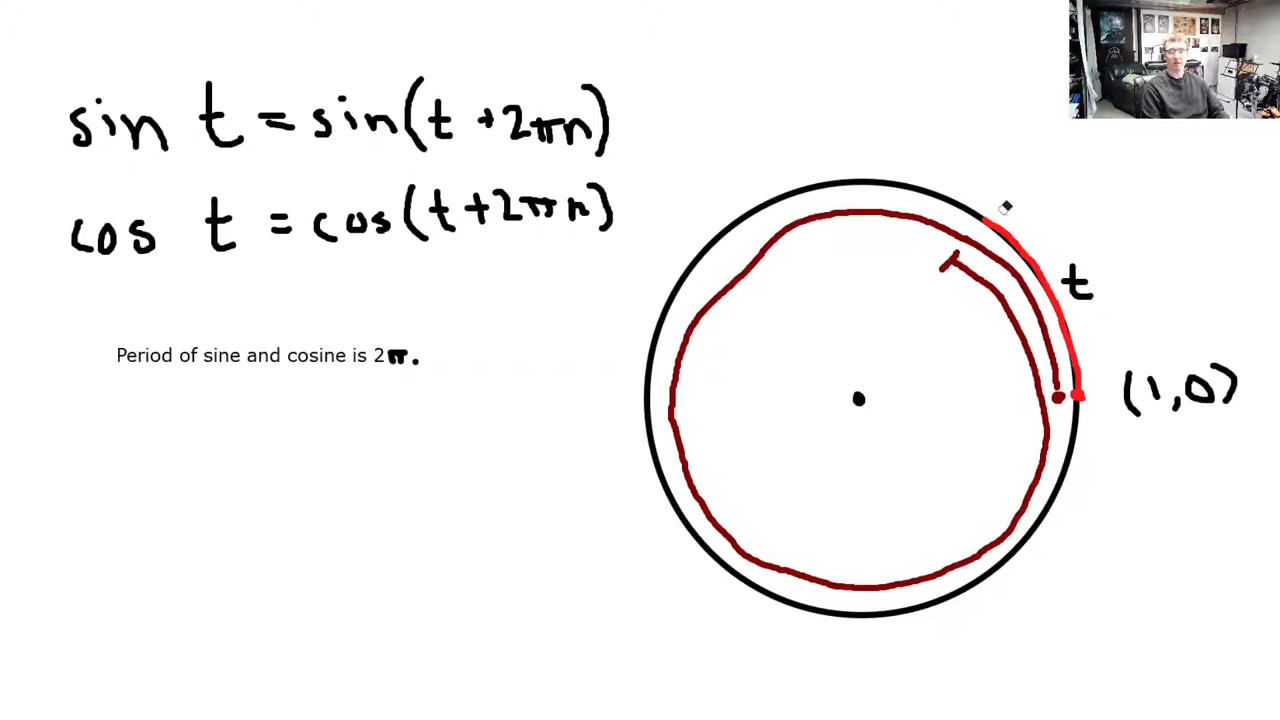 sin t = sin(t + 2πn)
cos t = cos(t + 2πn)
t
Period of sine and cosine is 2π.
(1,0)